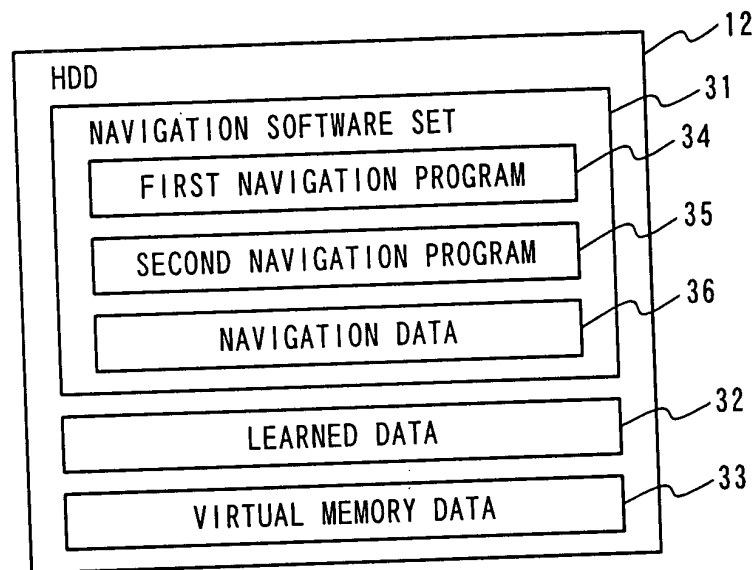 12
HDD
31
NAVIGATION SOFTWARE SET
34
FIRST NAVIGATION PROGRAM
35
SECOND NAVIGATION PROGRAM
36
NAVIGATION DATA
32
LEARNED DATA
33
VIRTUAL MEMORY DATA